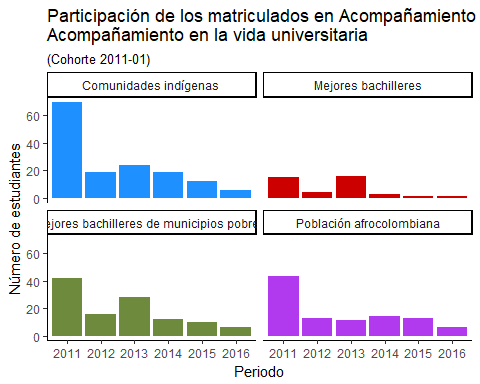 Participación de los matriculados en Acompañamiento
Acompañamiento en la vida universitaria
(Cohorte 2011-01)
Comunidades indígenas
Mejores bachilleres
60
40
20
0
ejores bachilleres de municipios pobre
Población afrocolombiana
60
40
20
0
Número de estudiantes
2011 2012 2013 2014 2015 2016
2011 2012 2013 2014 2015 2016
Periodo